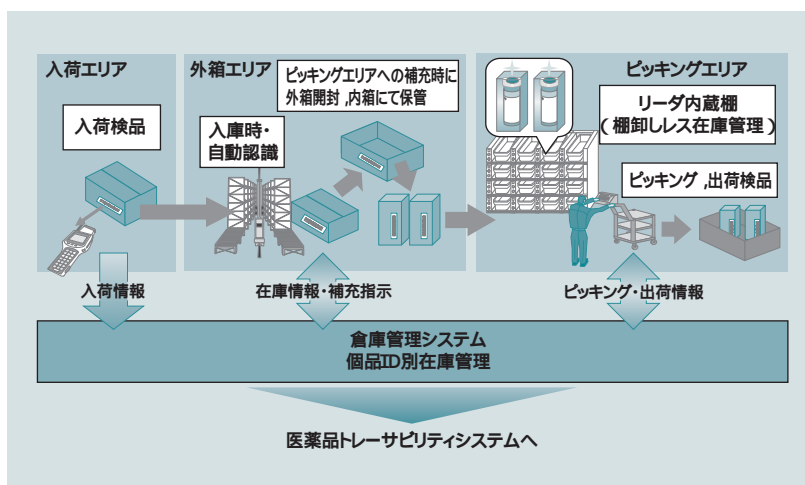 入荷エリア
入荷検品
外箱エリア
ピッキングエリアへの補充時に
外箱開封，内箱にて保管
入庫時・
自動認識
ピッキングエリア
リーダ内蔵棚
(棚卸しレス在庫管理)
ピッキング，出荷検品
入荷情報
在庫情報・補充指示
ピッキング・出荷情報
倉庫管理システム
個品ID別在庫管理
医薬品トレーサビリティシステムへ